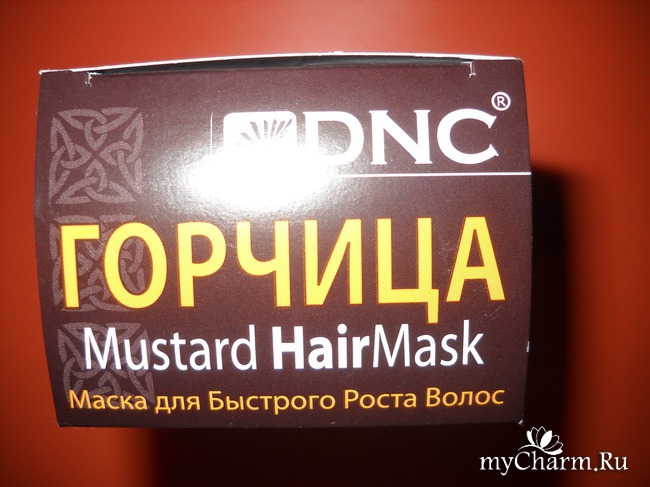 DNC®
ГОРЧИЦА
Mustard HairMask
Маска для Быстрого Роста Волос
myCharm.Ru